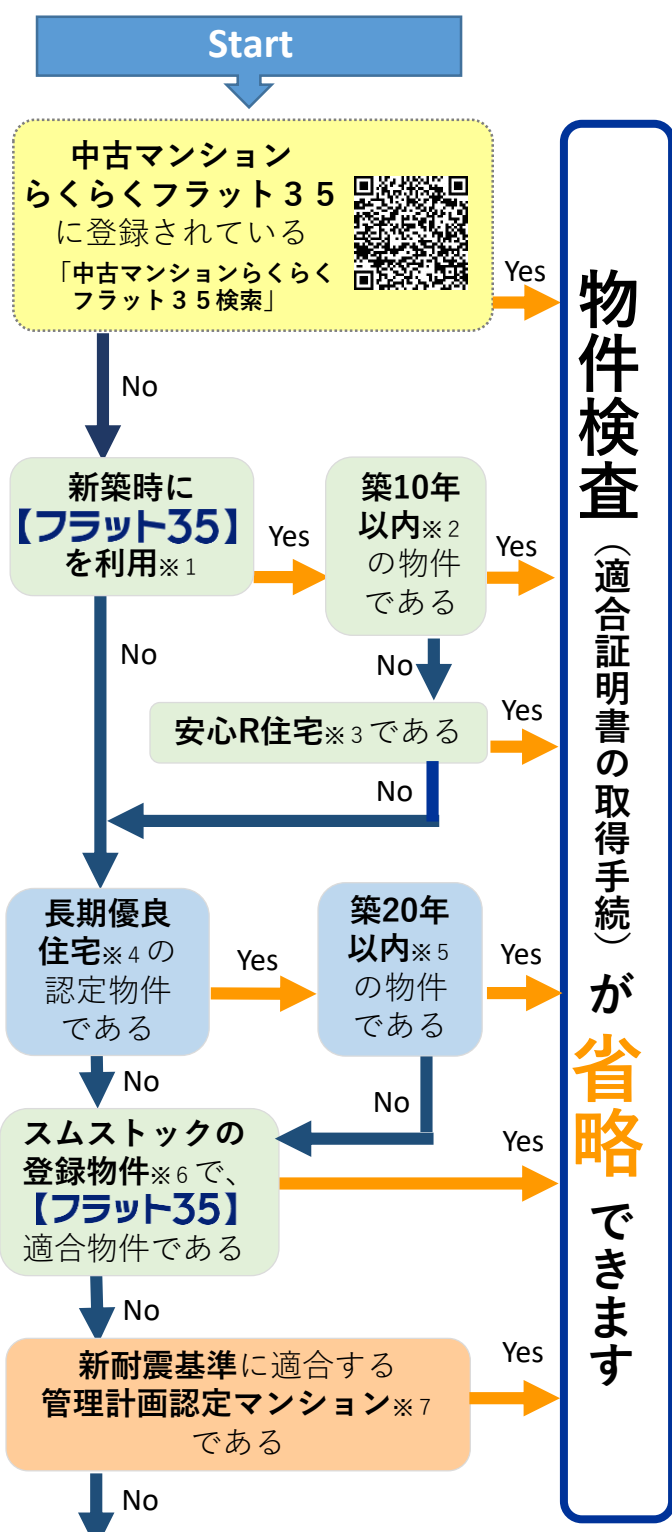 Start
中古マンション
らくらくフラット３５
に登録されている
「中古マンションらくらく
フラット３５検索」
Yes
No
新築時に
【フラット35】
を利用※1
Yes
築10年
以内※2
の物件
である
Yes
No
No
安心R住宅※3である
Yes
No
長期優良
住宅※4の
認定物件
である
Yes
築20年
以内※5
の物件
である
Yes
No
No
スムストックの
登録物件※6で、
【フラット35】
適合物件である
Yes
No
新耐震基準に適合する
管理計画認定マンション※7
である
Yes
No
物件検査（適合証明書の取得手続）が省略できます